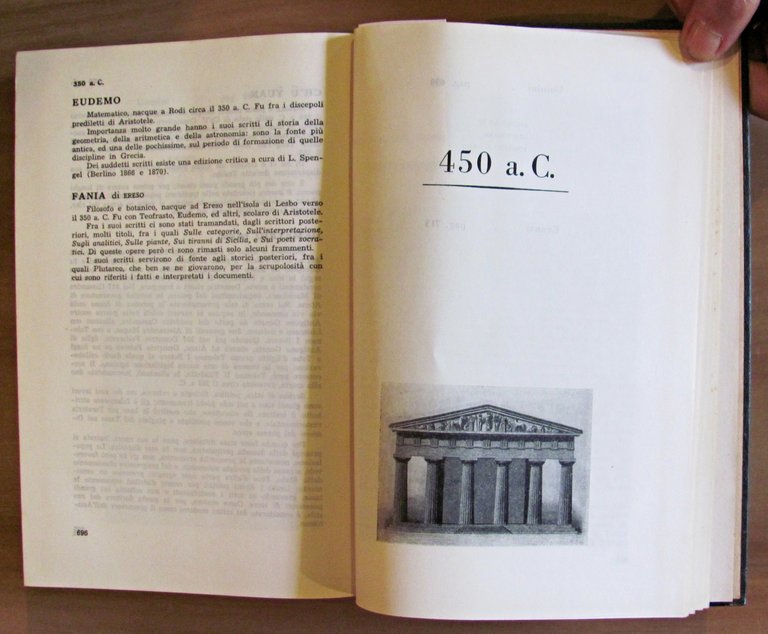 350 a. C.
EUDEMO
Matematico, nacque a Rodi circa il 350 a. C. Fu fra i discepoli
prediletti di Aristotele.
Importanza molto grande hanno i suoi scritti di storia della
geometria, della aritmetica e della astronomia: sono la fonte più
antica, ed una delle pochissime, sul periodo di formazione di quelle
discipline in Grecia.
Dei suddetti scritti esiste una edizione critica a cura di L. Spen-
gel (Berlino 1866 e 1870).
FANIA di ERESO
Filosofo e botanico, nacque ad Ereso nell'isola di Lesbo verso
il 350 a. C. Fu con Teofrasto, Eudemo, ed altri, scolaro di Aristotele.
Fra i suoi scritti ci sono stati tramandati, dagli scrittori poste-
riori, molti titoli, fra i quali Sulle categorie, Sull'interpretazione,
Sugli analitici, Sulle piante, Sui tiranni di Sicilia, e Sui poeti socra-
tici. Di queste opere però ci sono rimasti solo alcuni frammenti.
I suoi scritti servirono di fonte agli storici posteriori, fra i
quali Plutarco, che ben se ne giovarono, per la scrupolosità con
cui sono riferiti i fatti e interpretati i documenti.
696
450 a. C.